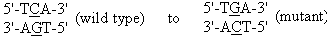 5'-TCA-3' (wild type) to 5'-TGA-3' (mutant)
3'-AGT-5' 3'-ACT-5'